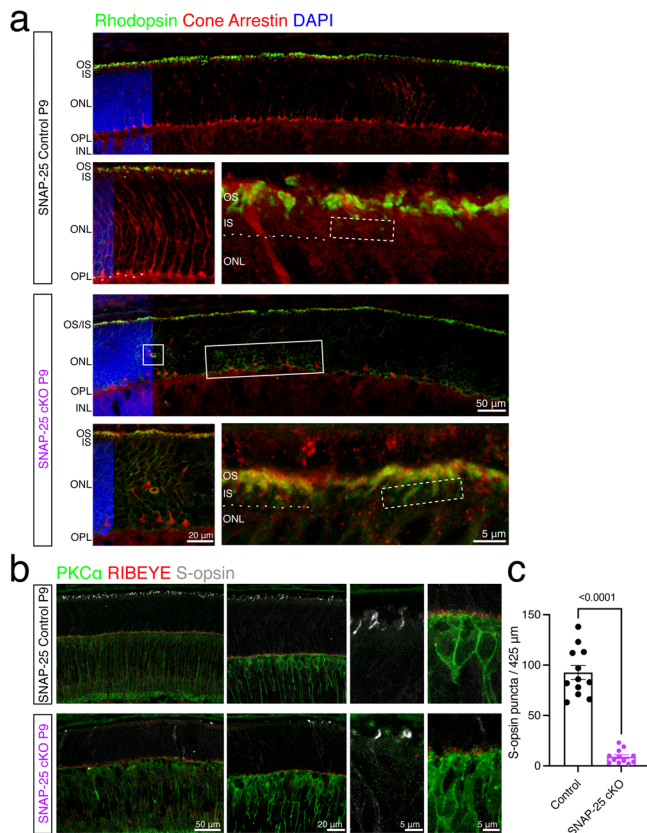 a
Rhodopsin Cone Arrestin DAPI
SNAP-25 Control P9
OS
IS
ONL
OPL
INL
OS
IS
ONL
OPL
OS
IS
ONL
SNAP-25 cKO P9
OS/IS
ONL
OPL
INL
50 µm
OS
IS
ONL
OPL
20 µm
OS
IS
ONL
5 µm
b
PKCα RIBEYE S-opsin
SNAP-25 Control P9
SNAP-25 cKO P9
50 µm
20 µm
5 µm
5 µm
c
<0.0001
S-opsin puncta / 425 µm
150
100
50
0
Control
SNAP-25 cKO